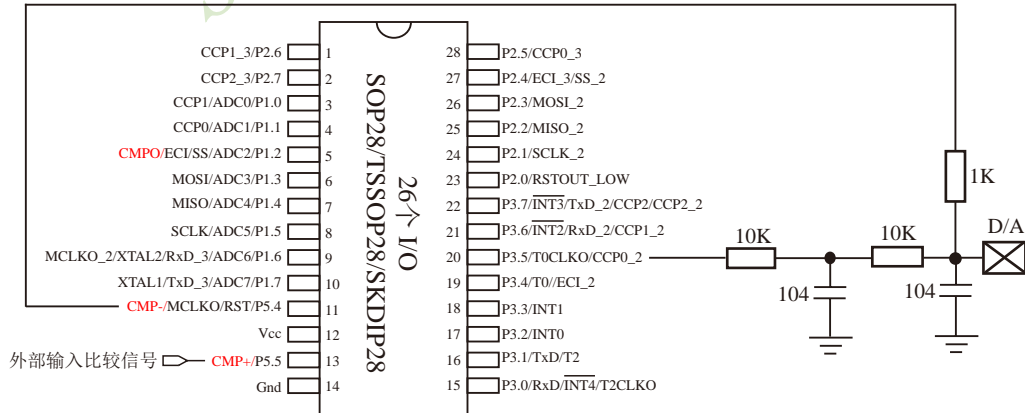 CCP1_3/P2.6 1
CCP2_3/P2.7 2
CCP1/ADC0/P1.0 3
CCP0/ADC1/P1.1 4
CMPO/ECI/SS/ADC2/P1.2 5
MOSI/ADC3/P1.3 6
MISO/ADC4/P1.4 7
SCLK/ADC5/P1.5 8
MCLKO_2/XTAL2/RxD_3/ADC6/P1.6 9
XTAL1/TxD_3/ADC7/P1.7 10
CMP-/MCLKO/RST/P5.4 11
Vcc 12
外部输入比较信号 CMP+/P5.5 13
Gnd 14
26个 I/O
SOP28/TSSOP28/SKDIP28
28 P2.5/CCP0_3
27 P2.4/ECI_3/SS_2
26 P2.3/MOSI_2
25 P2.2/MISO_2
24 P2.1/SCLK_2
23 P2.0/RSTOUT_LOW
22 P3.7/INT3/TxD_2/CCP2/CCP2_2
21 P3.6/INT2/RxD_2/CCP1_2
20 P3.5/T0CLKO/CCP0_2
19 P3.4/T0//ECI_2
18 P3.3/INT1
17 P3.2/INT0
16 P3.1/TxD/T2
15 P3.0/RxD/INT4/T2CLKO
1K
D/A
10K
10K
104
104